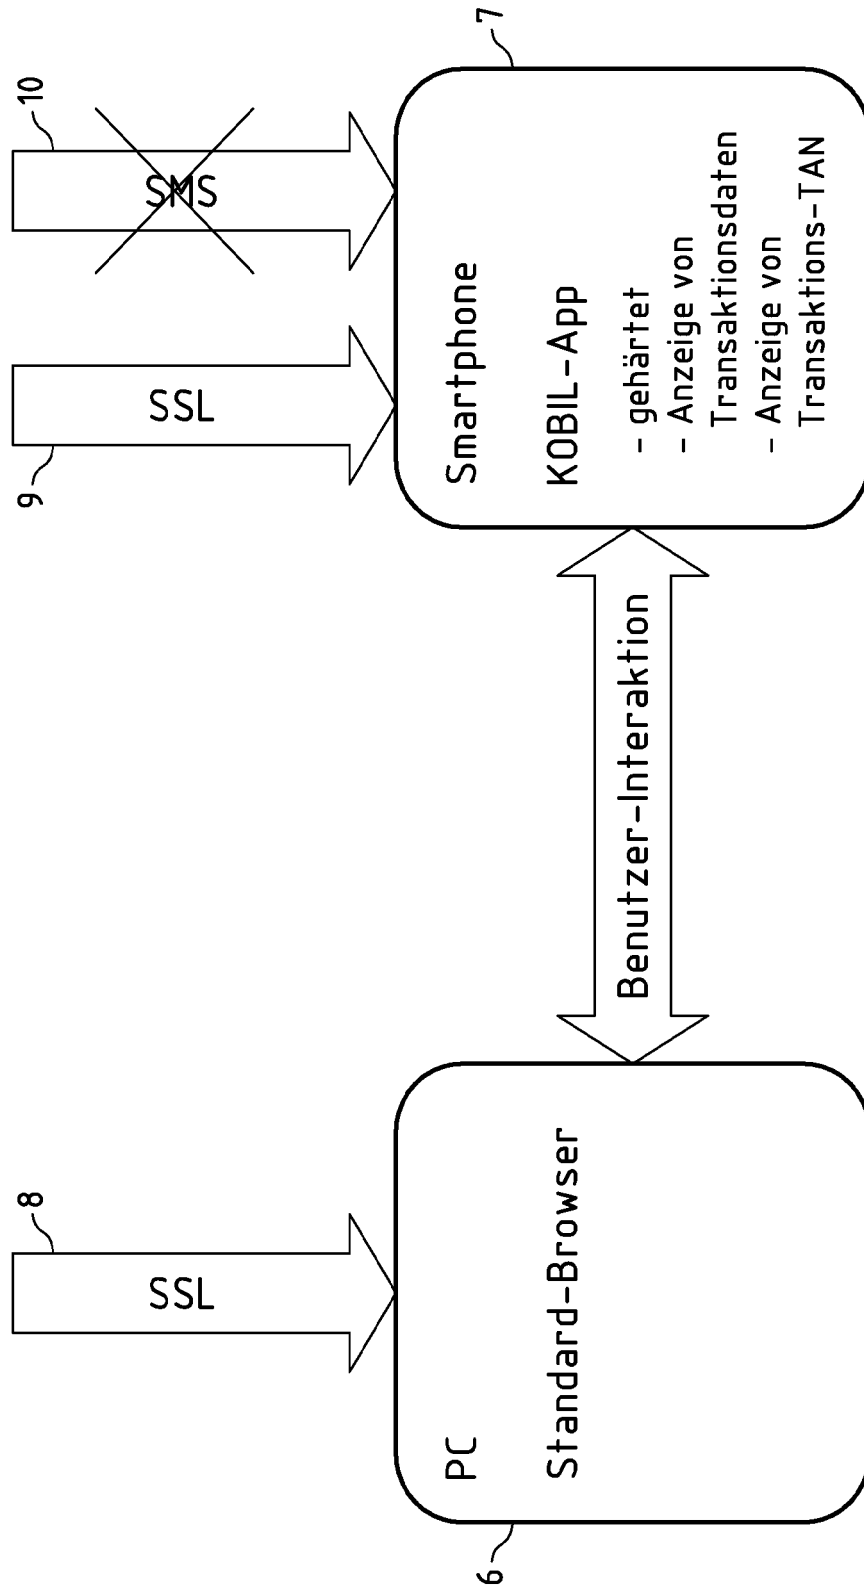 8
SSL
9
SSL
10
SMS
6
PC
Standard-Browser
Benutzer-Interaktion
7
Smartphone
KOBIL-App
- gehärtet
- Anzeige von
Transaktionsdaten
- Anzeige von
Transaktions-TAN